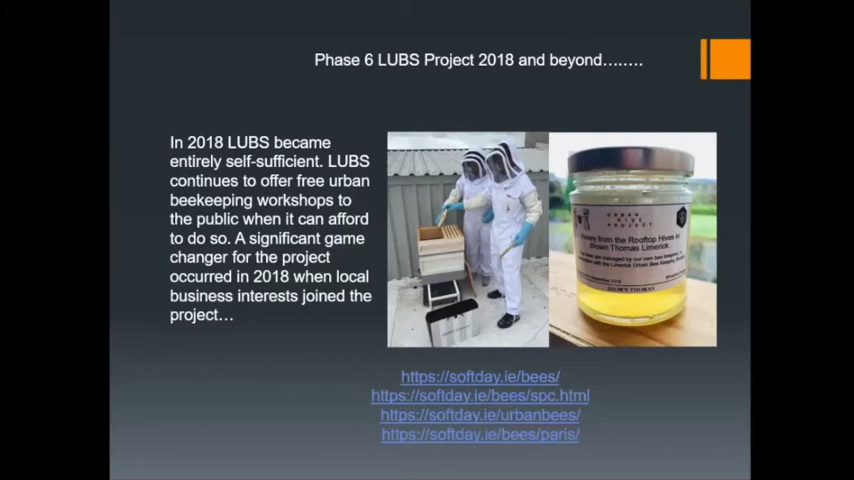 Phase 6 LUBS Project 2018 and beyond……..
In 2018 LUBS became
entirely self-sufficient. LUBS
continues to offer free urban
beekeeping workshops to
the public when it can afford
to do so. A significant game
changer for the project
occurred in 2018 when local
business interests joined the
project…
URBAN
HIVE
PROJECT
Honey from the Rooftop Hives in
Brown Thomas Limerick.
BROWN THOMAS
https://softday.ie/bees/
https://softday.ie/bees/spc.html
https://softday.ie/urbanbees/
https://softday.ie/bees/paris/